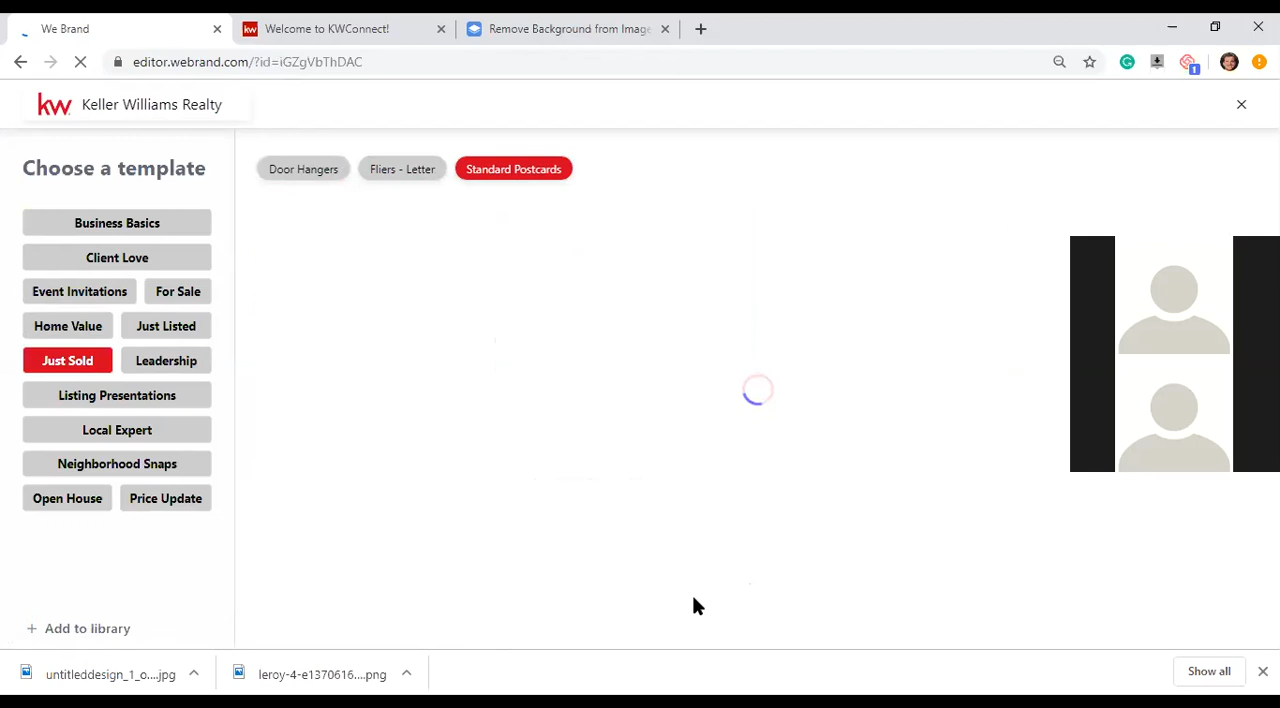 We Brand
Welcome to KWConnect!
Remove Background from Image
editor.webrand.com/?id=iGZgVbThDAC
1
kw Keller Williams Realty
Choose a template
Door Hangers
Fliers - Letter
Standard Postcards
Business Basics
Client Love
Event Invitations
For Sale
Home Value
Just Listed
Just Sold
Leadership
Listing Presentations
Local Expert
Neighborhood Snaps
Open House
Price Update
+ Add to library
untitleddesign_1_o....jpg
leroy-4-e1370616....png
Show all